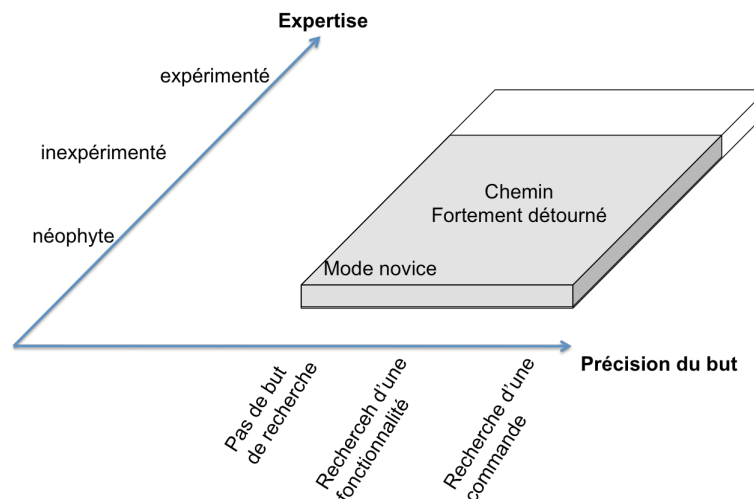 Expertise
expérimenté
inexpérimenté
néophyte
Chemin
Fortement détourné
Mode novice
Précision du but
Pas de but
de recherche
Recherceh d'une
fonctionnalité
Recherche d'une
commande